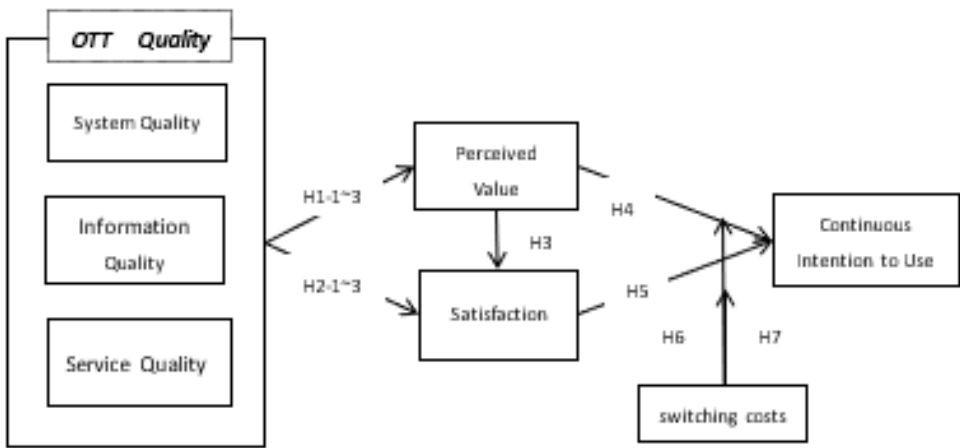 OTT Quality
System Quality
Information
Quality
Service Quality
H1-1~3
H2-1~3
Perceived
Value
H3
Satisfaction
H4
H5
H6
H7
Continuous
Intention to Use
switching costs